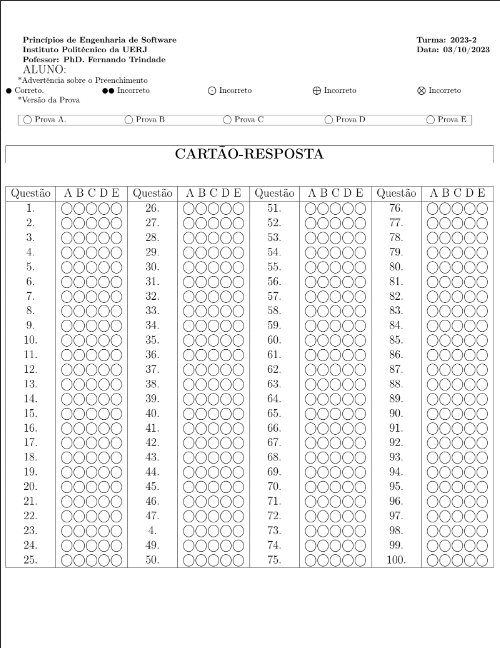 Princípios de Engenharia de Software Turma: 2023-2
Instituto Politécnico da UERJ Data: 03/10/2023
Pofessor: PhD. Fernando Trindade
ALUNO:
*Advertência sobre o Preenchimento
Correto. Incorreto Incorreto Incorreto Incorreto
*Versão da Prova
Prova A. Prova B Prova C Prova D Prova E
CARTÃO-RESPOSTA
Questão A B C D E Questão A B C D E Questão A B C D E Questão A B C D E
1. 26. 51. 76.
2. 27. 52. 77.
3. 28. 53. 78.
4. 29. 54. 79.
5. 30. 55. 80.
6. 31. 56. 81.
7. 32. 57. 82.
8. 33. 58. 83.
9. 34. 59. 84.
10. 35. 60. 85.
11. 36. 61. 86.
12. 37. 62. 87.
13. 38. 63. 88.
14. 39. 64. 89.
15. 40. 65. 90.
16. 41. 66. 91.
17. 42. 67. 92.
18. 43. 68. 93.
19. 44. 69. 94.
20. 45. 70. 95.
21. 46. 71. 96.
22. 47. 72. 97.
23. 4. 73. 98.
24. 49. 74. 99.
25. 50. 75. 100.